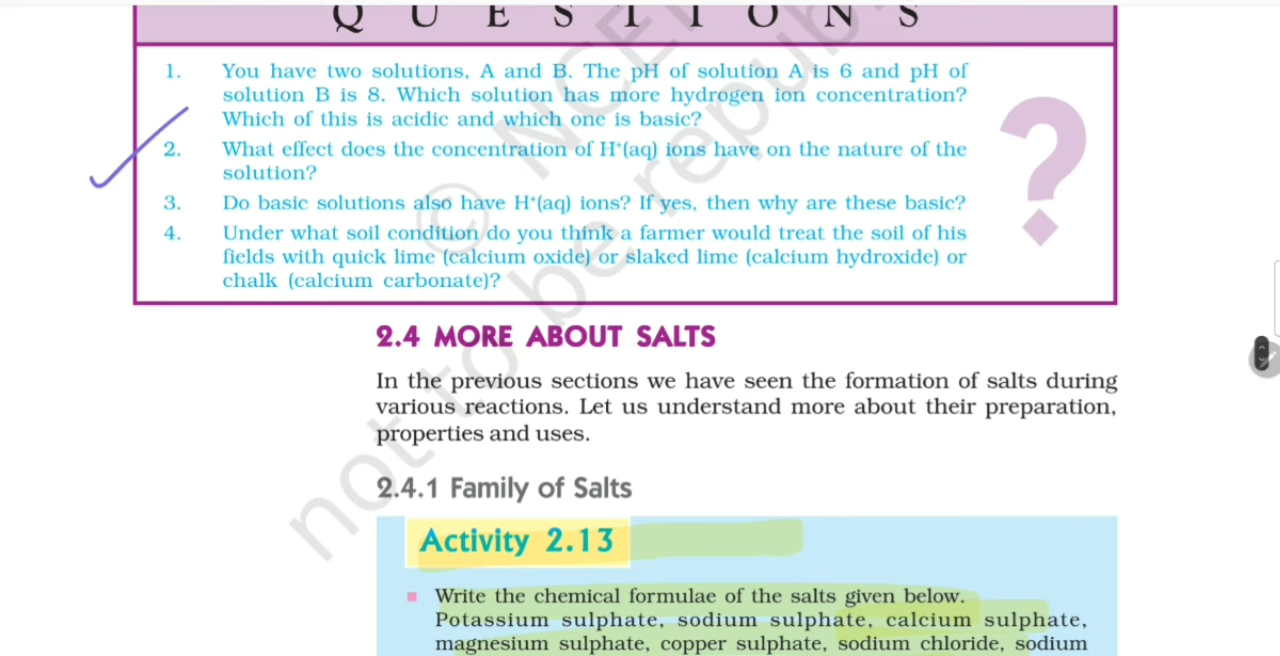 QUESTIONS
1. You have two solutions, A and B. The pH of solution A is 6 and pH of
solution B is 8. Which solution has more hydrogen ion concentration?
Which of this is acidic and which one is basic?
2. What effect does the concentration of H⁺(aq) ions have on the nature of the
solution?
3. Do basic solutions also have H⁺(aq) ions? If yes, then why are these basic?
4. Under what soil condition do you think a farmer would treat the soil of his
fields with quick lime (calcium oxide) or slaked lime (calcium hydroxide) or
chalk (calcium carbonate)?
?
2.4 MORE ABOUT SALTS
In the previous sections we have seen the formation of salts during
various reactions. Let us understand more about their preparation,
properties and uses.
2.4.1 Family of Salts
Activity 2.13
Write the chemical formulae of the salts given below.
Potassium sulphate, sodium sulphate, calcium sulphate,
magnesium sulphate, copper sulphate, sodium chloride, sodium
© NCERT
not to be republ